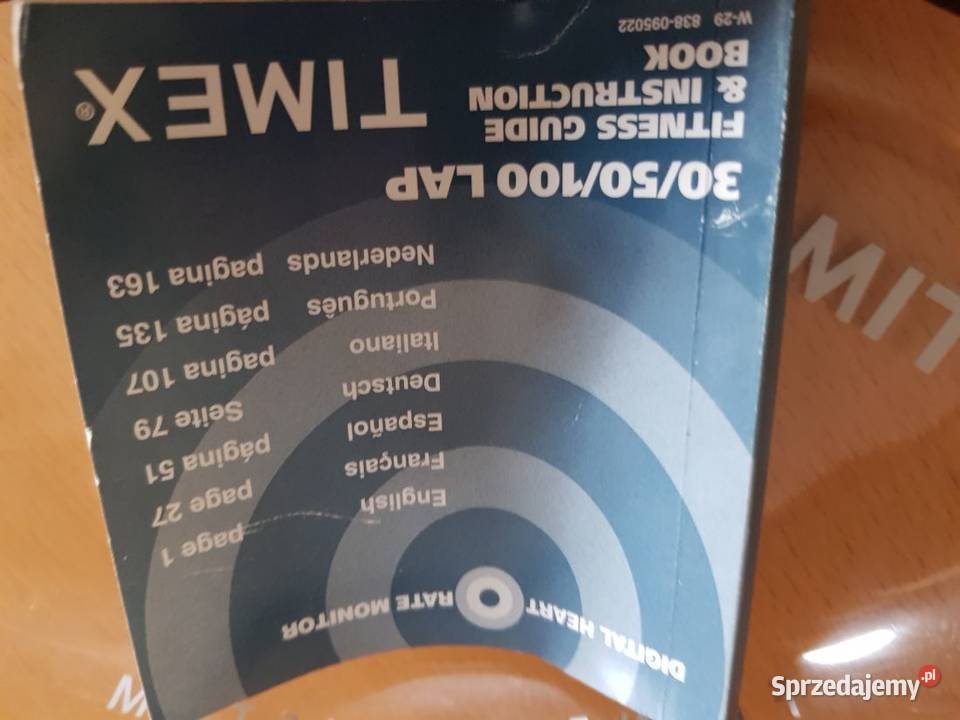 DIGITAL HEART RATE MONITOR
English page 1
Français page 27
Español página 51
Deutsch Seite 79
Italiano pagina 107
Português página 135
Nederlands pagina 163
30/50/100 LAP
FITNESS GUIDE
& INSTRUCTION
BOOK
TIMEX®
W-29 838-095022
LIW
Sprzedajemy.pl